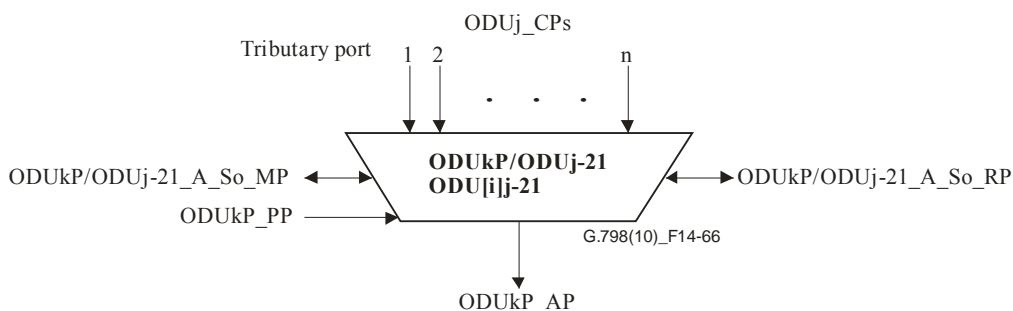 ODUj_CPs
Tributary port 1 2 n
. . .
ODUkP/ODUj-21
ODU[i]j-21
ODUkP/ODUj-21_A_So_MP
ODUkP/ODUj-21_A_So_RP
ODUkP_PP
G.798(10)_F14-66
ODUkP_AP